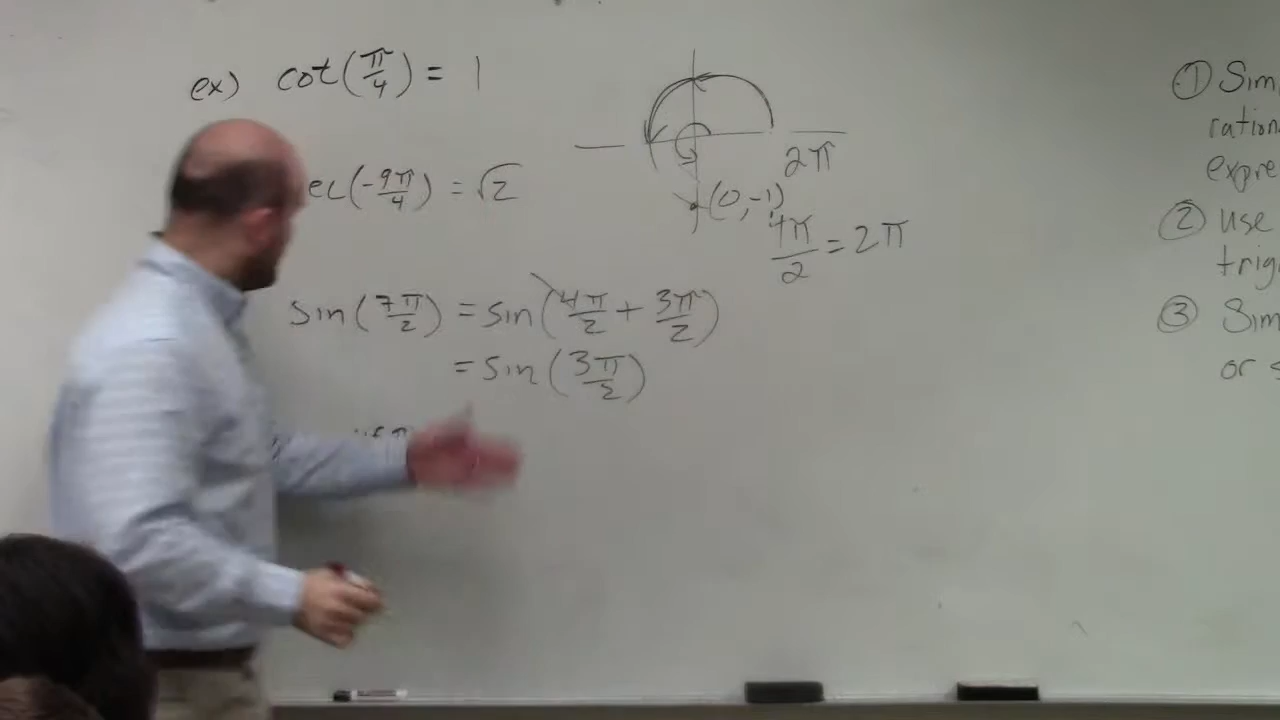 ex) cot(π/4) = 1
ec(-9π/4) = √2
sin(7π/2) = sin(4π/2 + 3π/2)
= sin(3π/2)
2π
(0,-1)
4π/2 = 2π
① Sim
ration
expre
② use
trig
③ Sim
or